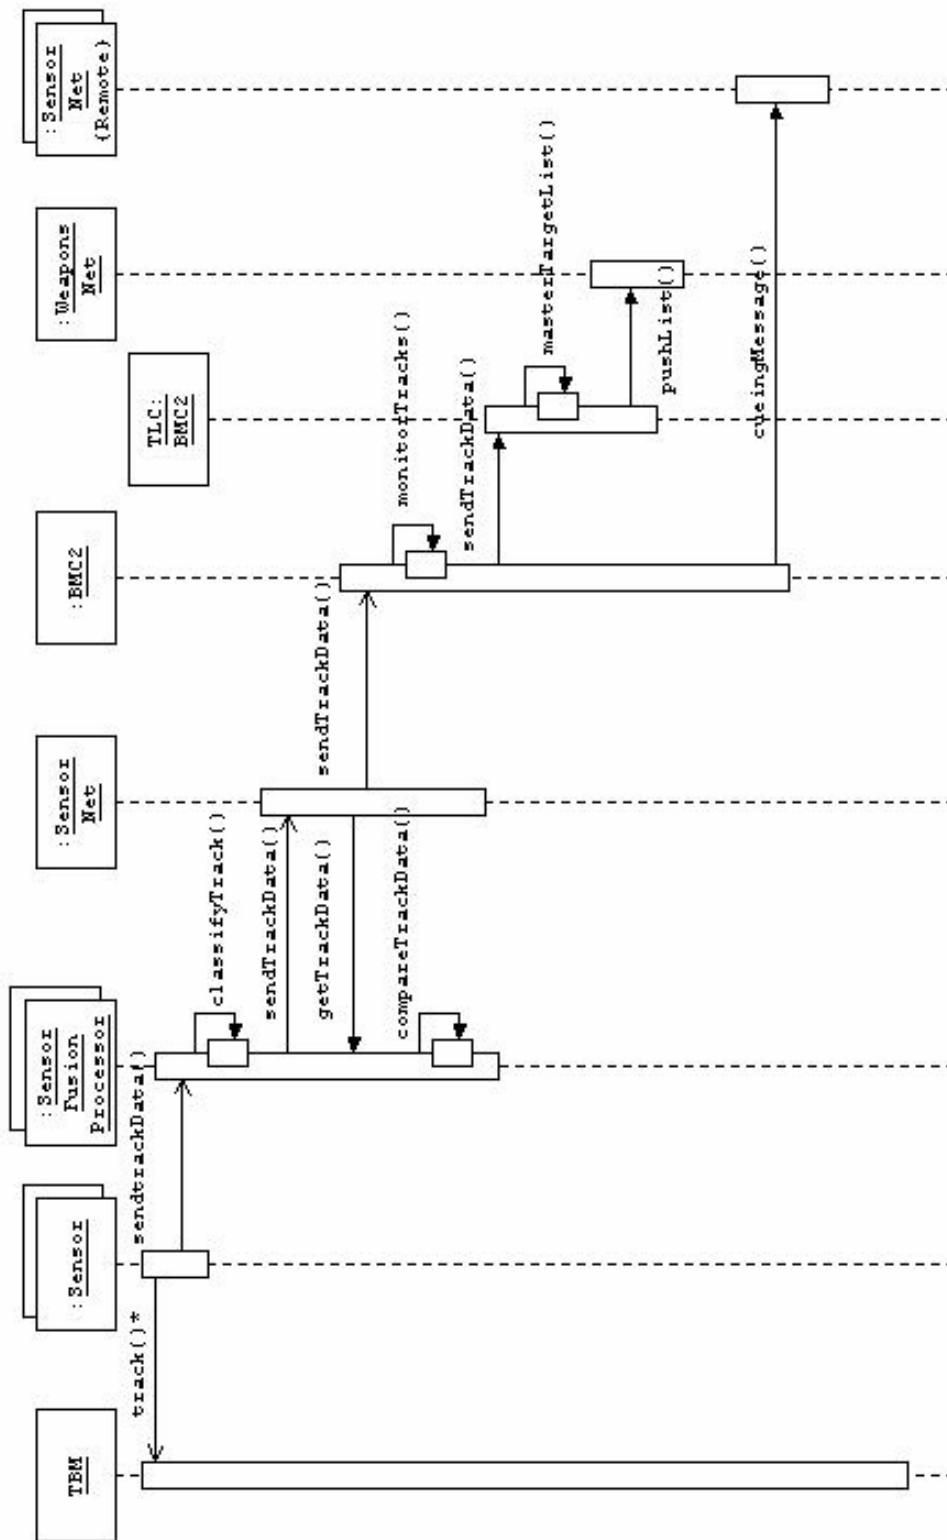 TBM
:Sensor
:Sensor
Fusion
Processor
:Sensor
Net
:BMC2
TLC:
BMC2
:Weapons
Net
:Sensor
Net
(Remote)
track()*
sendtrackData()
classifyTrack()
sendTrackData()
getTrackData()
sendTrackData()
compareTrackData()
monitorTracks()
sendTrackData()
masterTargetList()
pushList()
cueingMessage()